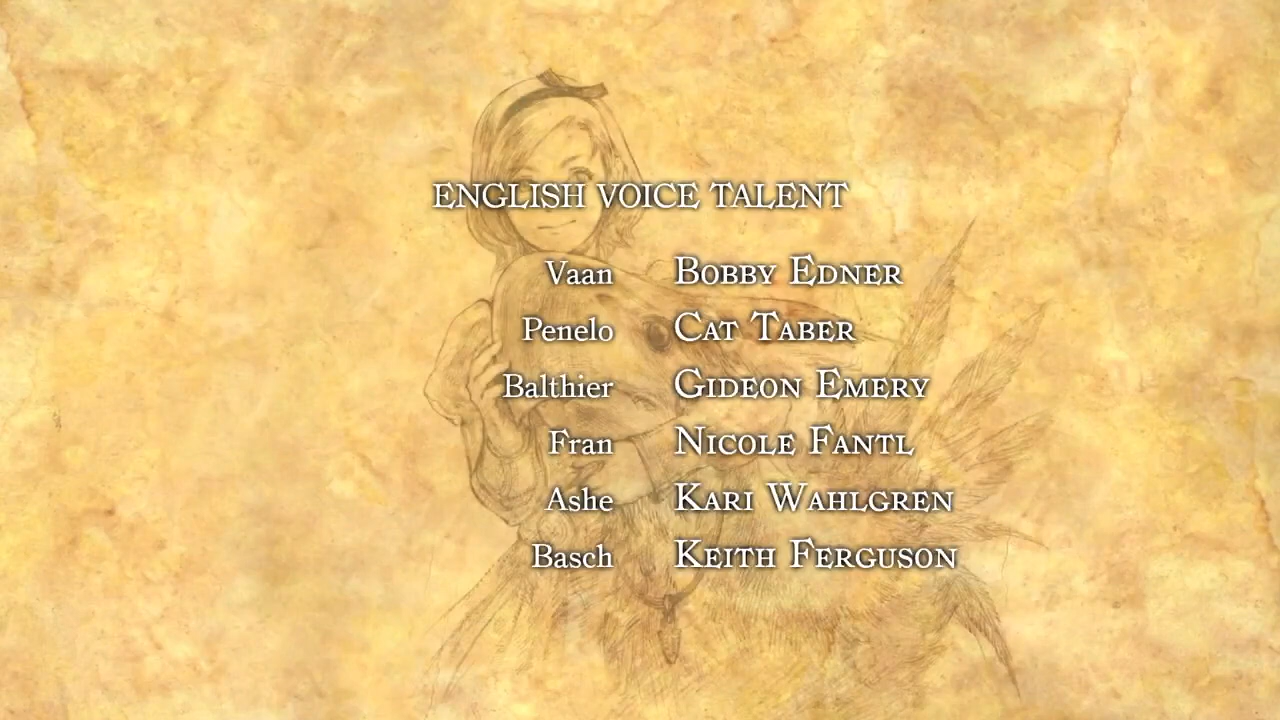 ENGLISH VOICE TALENT
Vaan Bobby Edner
Penelo Cat Taber
Balthier Gideon Emery
Fran Nicole Fantl
Ashe Kari Wahlgren
Basch Keith Ferguson